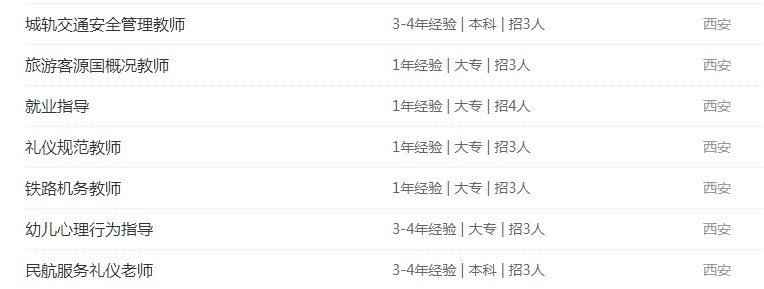 城轨交通安全管理教师 3-4年经验 | 本科 | 招3人 西安
旅游客源国概况教师 1年经验 | 大专 | 招3人 西安
就业指导 1年经验 | 大专 | 招4人 西安
礼仪规范教师 1年经验 | 大专 | 招3人 西安
铁路机务教师 1年经验 | 大专 | 招3人 西安
幼儿心理行为指导 3-4年经验 | 大专 | 招3人 西安
民航服务礼仪老师 3-4年经验 | 本科 | 招3人 西安